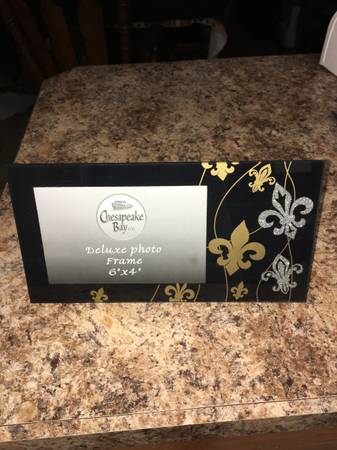 Chesapeake
Bay
Deluxe photo
Frame
6"x4"